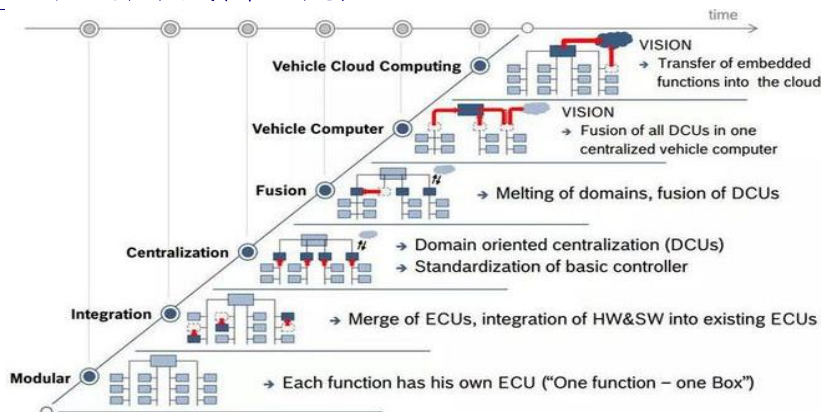 time
Vehicle Cloud Computing
VISION
→ Transfer of embedded
functions into the cloud
Vehicle Computer
VISION
→ Fusion of all DCUs in one
centralized vehicle computer
Fusion
→ Melting of domains, fusion of DCUs
Centralization
→ Domain oriented centralization (DCUs)
→ Standardization of basic controller
Integration
→ Merge of ECUs, integration of HW&SW into existing ECUs
Modular
→ Each function has his own ECU (“One function – one Box”)